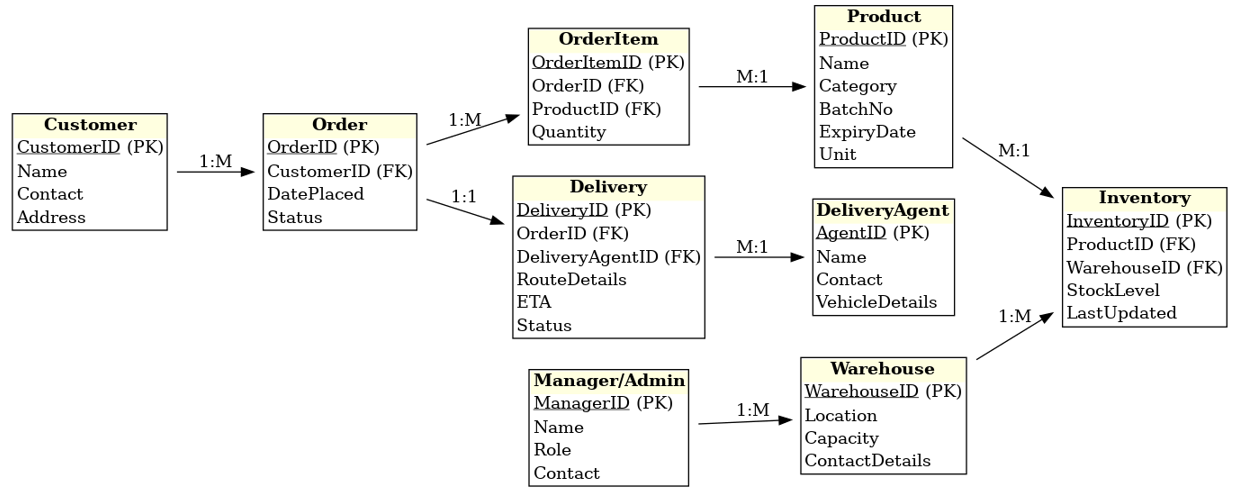 Customer
CustomerID (PK)
Name
Contact
Address
1:M
Order
OrderID (PK)
CustomerID (FK)
DatePlaced
Status
1:M
1:1
OrderItem
OrderItemID (PK)
OrderID (FK)
ProductID (FK)
Quantity
M:1
Delivery
DeliveryID (PK)
OrderID (FK)
DeliveryAgentID (FK)
RouteDetails
ETA
Status
M:1
Manager/Admin
ManagerID (PK)
Name
Role
Contact
1:M
Product
ProductID (PK)
Name
Category
BatchNo
ExpiryDate
Unit
M:1
DeliveryAgent
AgentID (PK)
Name
Contact
VehicleDetails
Warehouse
WarehouseID (PK)
Location
Capacity
ContactDetails
1:M
Inventory
InventoryID (PK)
ProductID (FK)
WarehouseID (FK)
StockLevel
LastUpdated